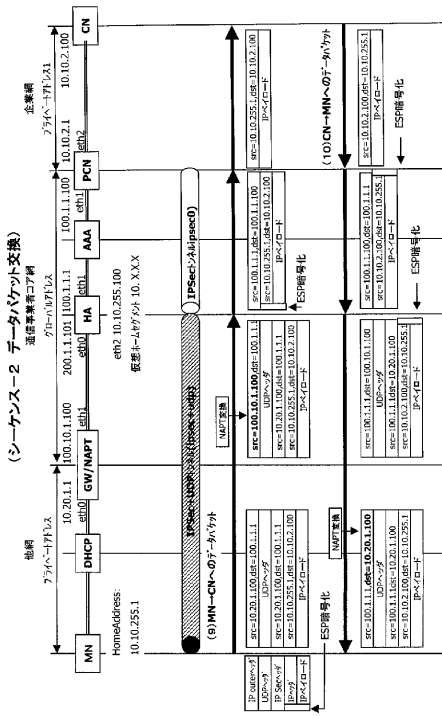 (シーケンス-2 データパケット交換)
他網
プライベートアドレス
通信事業者コア網
グローバルアドレス
企業網
プライベートアドレス1
MN
DHCP
10.20.1.1
eth0
GW/NAPT
100.10.1.100
eth1
200.1.1.101
eth0
HA
100.1.1.1
eth1
AAA
100.1.1.100
eth1
PCN
10.10.2.1
eth2
10.10.2.100
CN
HomeAddress:
10.10.255.1
eth2 10.10.255.100
仮想ホームセグメント 10. X.X.X
IPSec+UDPトンネル(ipsec+udp)
IPSecトンネル(ipsec0)
(9)MN→CNへのデータパケット
NAPT変換
IP outerヘッダ
UDPヘッダ
IP Secヘッダ
IPヘッダ
IPペイロード
ESP暗号化
src=10.20.1.100,dst=100.1.1.1
UDPヘッダ
src=10.20.1.100,dst=100.1.1.1
src=10.10.255.1,dst=10.10.2.100
IPペイロード
src=100.10.1.100,dst=100.1.1.1
UDPヘッダ
src=10.20.1.100,dst=100.1.1.1
src=10.10.255.1,dst=10.10.2.100
IPペイロード
src=100.1.1.1,dst=100.1.1.100
src=10.10.255.1,dst=10.10.2.100
IPペイロード
ESP暗号化
src=10.10.255.1,dst=10.10.2.100
IPペイロード
(10)CN→MNへのデータパケット
NAPT変換
src=100.1.1.1,dst=10.20.1.100
UDPヘッダ
src=100.1.1.1dst=10.20.1.100
src=10.10.2.100,dst=10.10.255.1
IPペイロード
src=100.1.1.1,dst=100.10.1.100
UDPヘッダ
src=100.1.1.1dst=10.20.1.100
src=10.10.2.100,dst=10.10.255.1
IPペイロード
ESP暗号化
src=100.1.1.100,dst=100.1.1.1
src=10.10.2.100,dst=10.10.255.1
IPペイロード
ESP暗号化
src=10.10.2.100,dst=10.10.255.1
IPペイロード
ESP暗号化